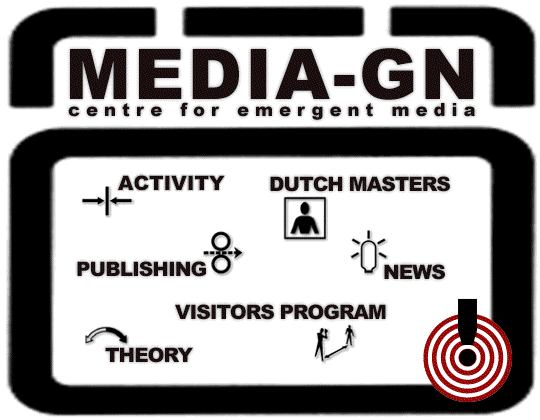 MEDIA-GN
centre for emergent media
ACTIVITY
DUTCH MASTERS
PUBLISHING
NEWS
VISITORS PROGRAM
THEORY